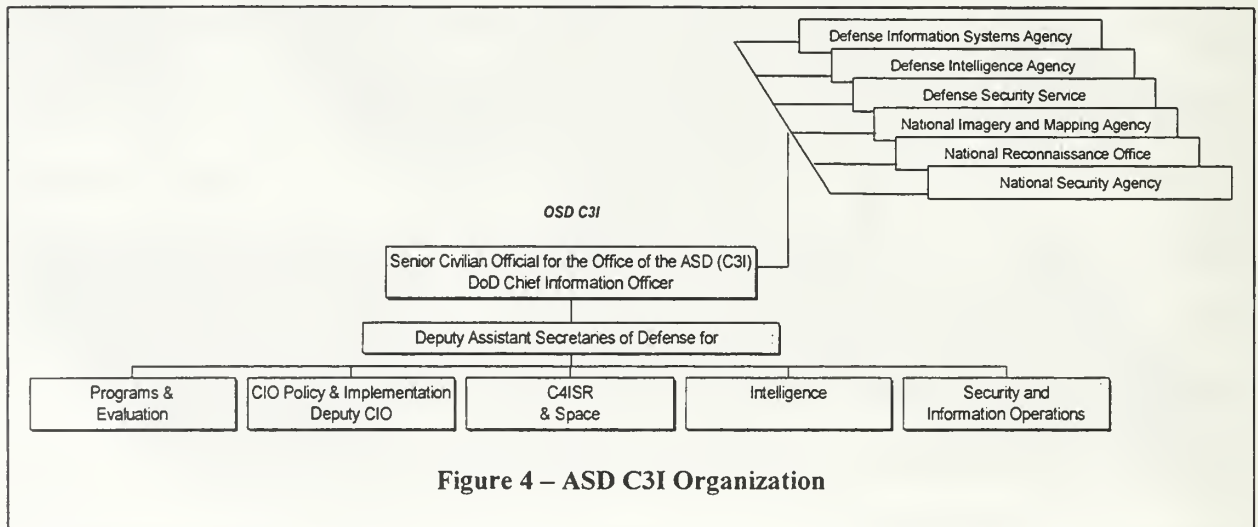 Defense Information Systems Agency
Defense Intelligence Agency
Defense Security Service
National Imagery and Mapping Agency
National Reconnaissance Office
National Security Agency
OSD C3I
Senior Civilian Official for the Office of the ASD (C3I)
DoD Chief Information Officer
Deputy Assistant Secretaries of Defense for
Programs &
Evaluation
CIO Policy & Implementation
Deputy CIO
C4ISR
& Space
Intelligence
Security and
Information Operations
Figure 4 – ASD C3I Organization